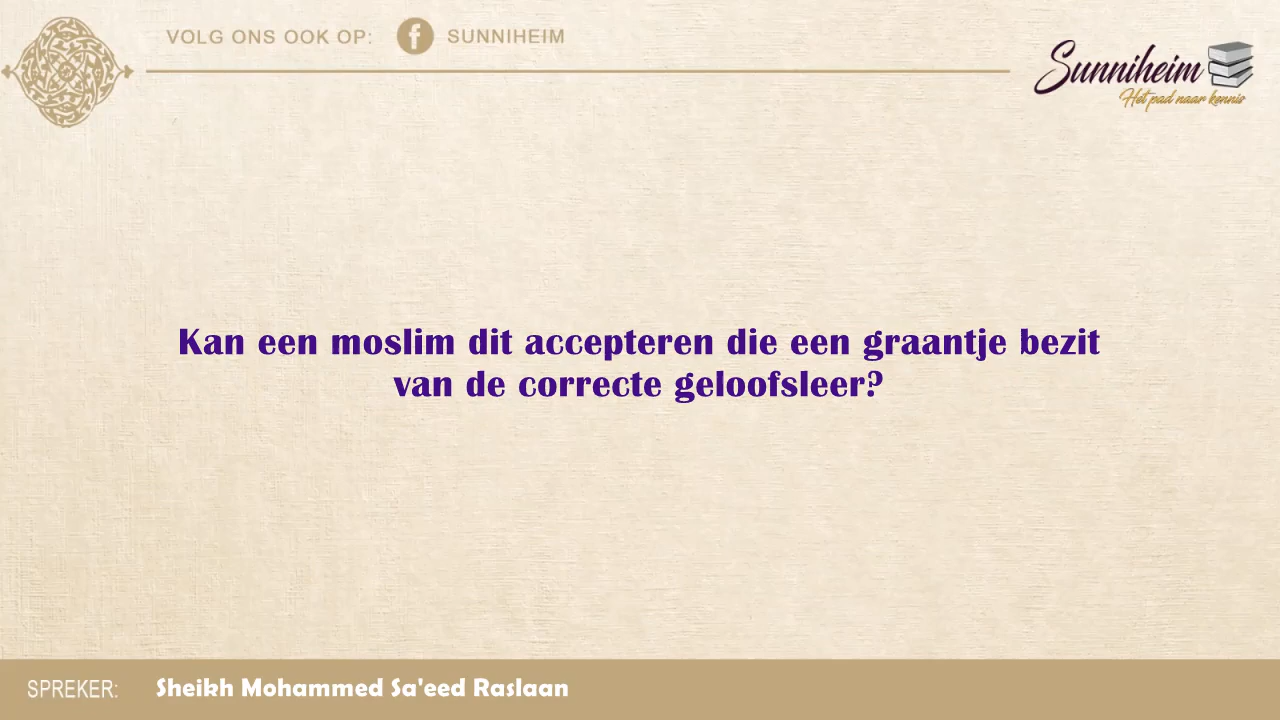 VOLG ONS OOK OP: f SUNNIHEIM
Sunniheim
Het pad naar kennis
Kan een moslim dit accepteren die een graantje bezit
van de correcte geloofsleer?
SPREKER: Sheikh Mohammed Sa'eed Raslaan